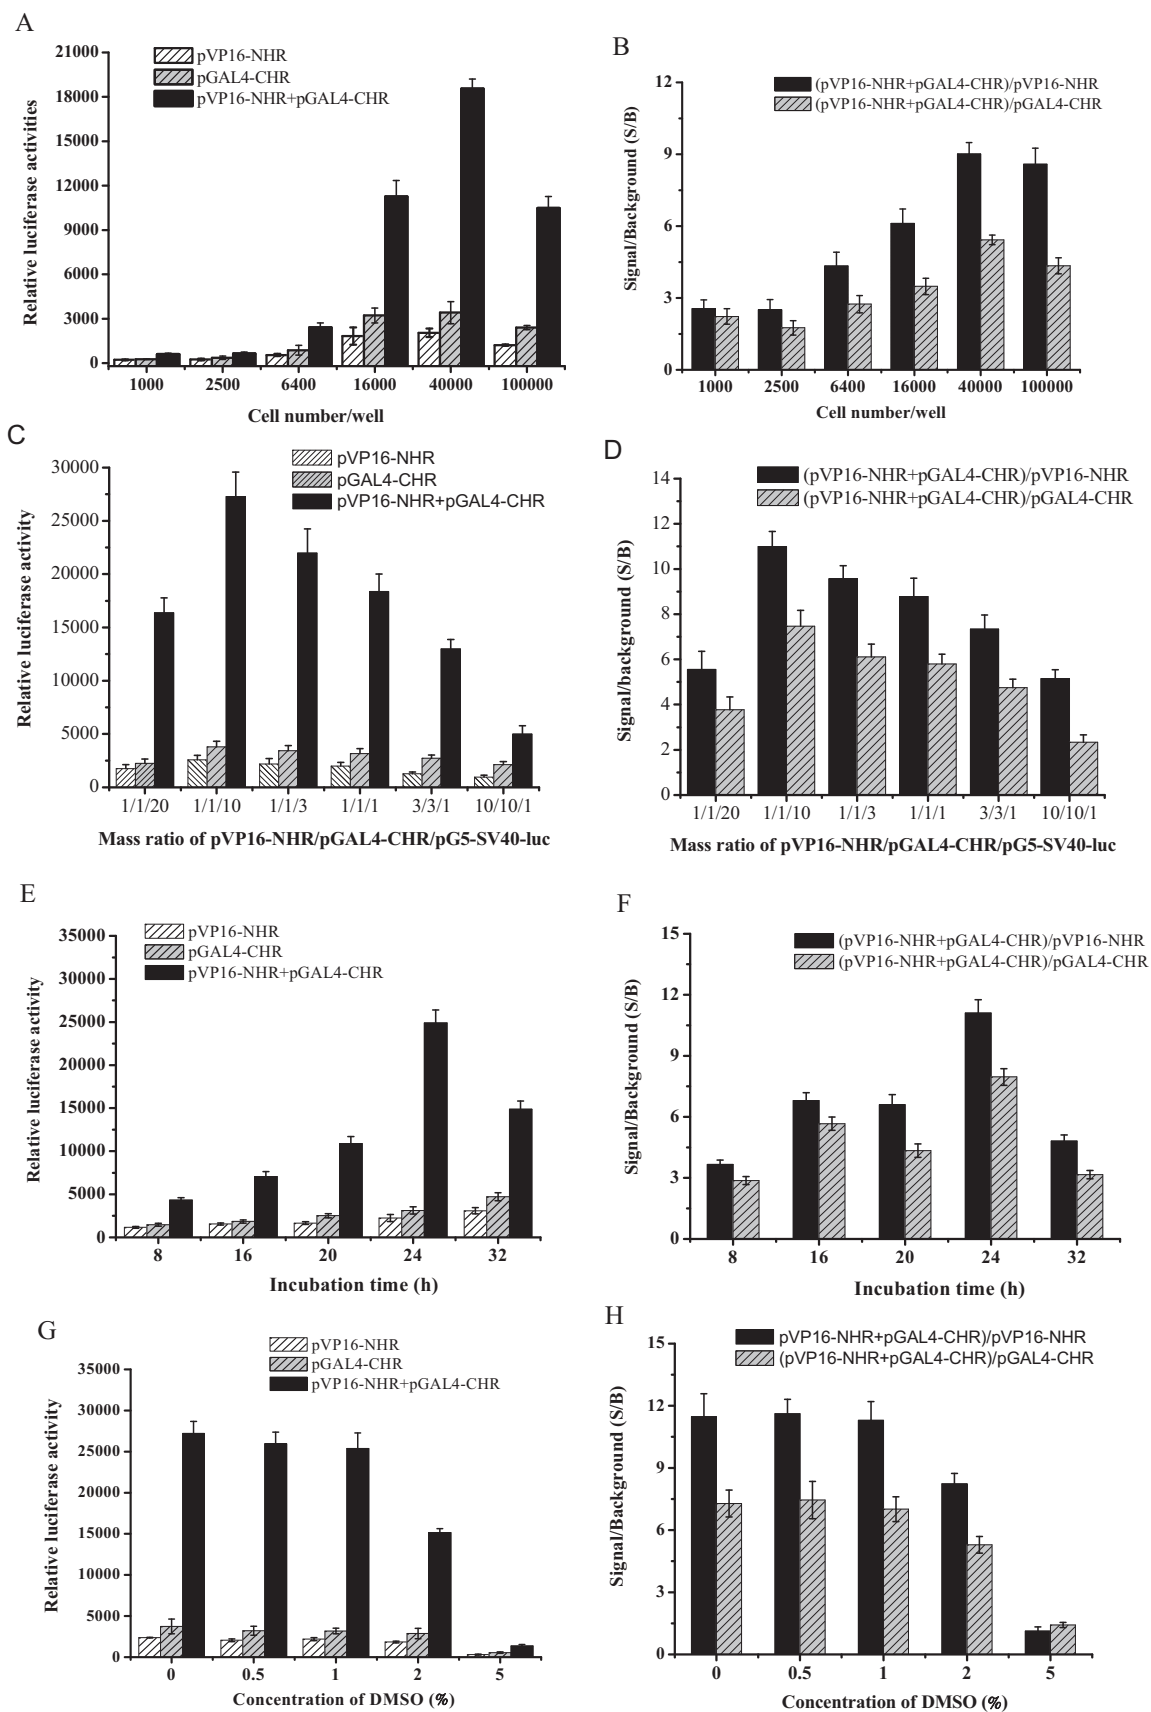 A
pVP16-NHR
pGAL4-CHR
pVP16-NHR+pGAL4-CHR
Relative luciferase activities
21000
18000
15000
12000
9000
6000
3000
0
1000 2500 6400 16000 40000 100000
Cell number/well
B
(pVP16-NHR+pGAL4-CHR)/pVP16-NHR
(pVP16-NHR+pGAL4-CHR)/pGAL4-CHR
Signal/Background (S/B)
12
9
6
3
0
1000 2500 6400 16000 40000 100000
Cell number/well
C
pVP16-NHR
pGAL4-CHR
pVP16-NHR+pGAL4-CHR
Relative luciferase activity
30000
25000
20000
15000
10000
5000
0
1/1/20 1/1/10 1/1/3 1/1/1 3/3/1 10/10/1
Mass ratio of pVP16-NHR/pGAL4-CHR/pG5-SV40-luc
D
(pVP16-NHR+pGAL4-CHR)/pVP16-NHR
(pVP16-NHR+pGAL4-CHR)/pGAL4-CHR
Signal/background (S/B)
14
12
10
8
6
4
2
0
1/1/20 1/1/10 1/1/3 1/1/1 3/3/1 10/10/1
Mass ratio of pVP16-NHR/pGAL4-CHR/pG5-SV40-luc
E
pVP16-NHR
pGAL4-CHR
pVP16-NHR+pGAL4-CHR
Relative luciferase activity
35000
30000
25000
20000
15000
10000
5000
0
8 16 20 24 32
Incubation time (h)
F
(pVP16-NHR+pGAL4-CHR)/pVP16-NHR
(pVP16-NHR+pGAL4-CHR)/pGAL4-CHR
Signal/Background (S/B)
15
12
9
6
3
0
8 16 20 24 32
Incubation time (h)
G
pVP16-NHR
pGAL4-CHR
pVP16-NHR+pGAL4-CHR
Relative luciferase activity
35000
30000
25000
20000
15000
10000
5000
0
0 0.5 1 2 5
Concentration of DMSO (%)
H
pVP16-NHR+pGAL4-CHR)/pVP16-NHR
(pVP16-NHR+pGAL4-CHR)/pGAL4-CHR
Signal/Background (S/B)
15
12
9
6
3
0
0 0.5 1 2 5
Concentration of DMSO (%)